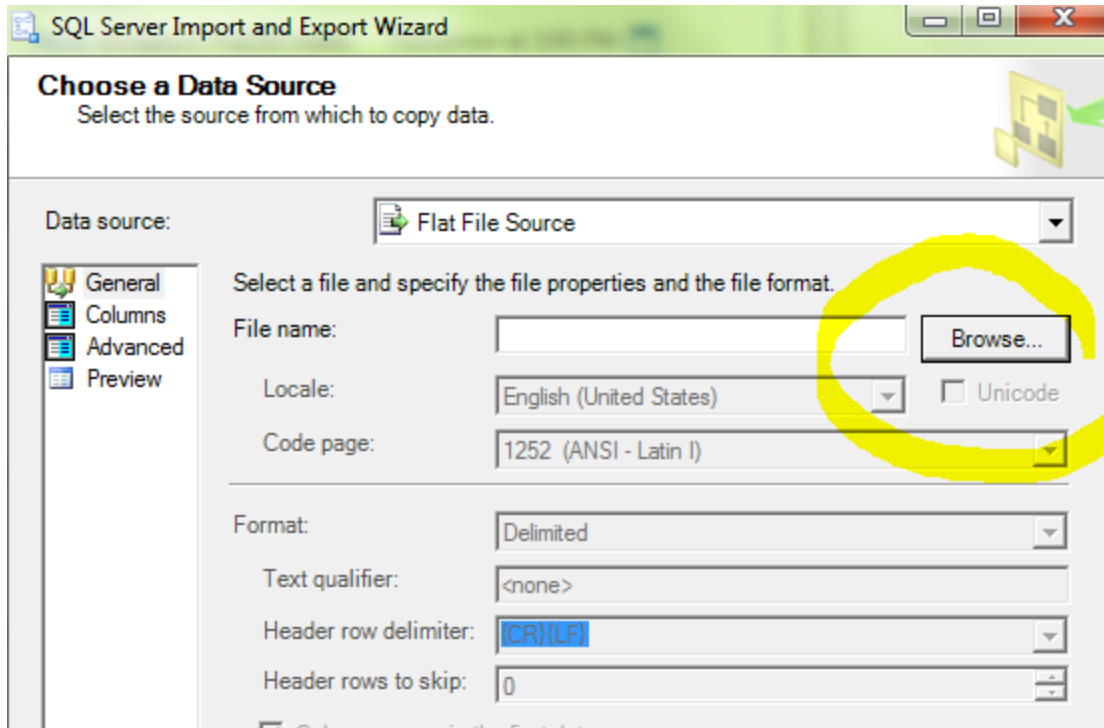 SQL Server Import and Export Wizard
Choose a Data Source
Select the source from which to copy data.
Data source: Flat File Source
General
Columns
Advanced
Preview
Select a file and specify the file properties and the file format.
File name: Browse...
Locale: English (United States) Unicode
Code page: 1252 (ANSI - Latin I)
Format: Delimited
Text qualifier: <none>
Header row delimiter: {CR}{LF}
Header rows to skip: 0